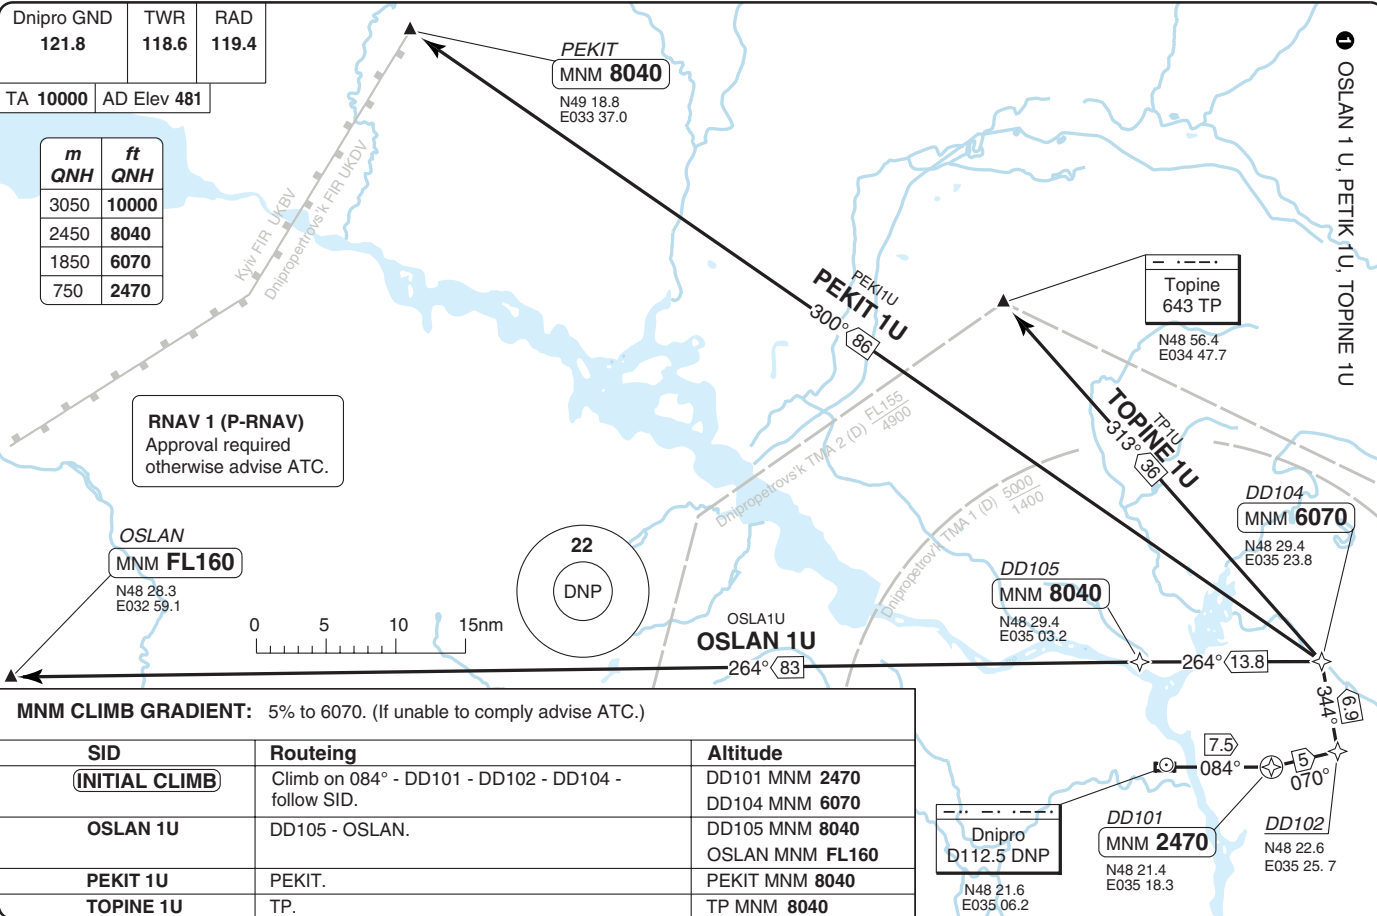 Dnipro GND TWR RAD
121.8 118.6 119.4
TA 10000 AD Elev 481
m QNH ft QNH
3050 10000
2450 8040
1850 6070
750 2470
PEKIT
MNM 8040
N49 18.8
E033 37.0
❶ OSLAN 1 U, PETIK 1U, TOPINE 1U
Kyiv FIR UKBV
Dnipropertrovs'k FIR UKDV
PEKI1U
PEKIT 1U
300° 86
Topine
643 TP
N48 56.4
E034 47.7
RNAV 1 (P-RNAV)
Approval required
otherwise advise ATC.
TP1U
TOPINE 1U
313° 36
Dnipropetrovs'k TMA 2 (D) FL155
4900
Dnipropetrov'k TMA 1 (D) 5000
1400
DD104
MNM 6070
N48 29.4
E035 23.8
OSLAN
MNM FL160
N48 28.3
E032 59.1
22
DNP
DD105
MNM 8040
N48 29.4
E035 03.2
0 5 10 15nm
OSLA1U
OSLAN 1U
264° 83
264° 13.8
344° 6.9
7.5
084°
5
070°
Dnipro
D112.5 DNP
N48 21.6
E035 06.2
DD101
MNM 2470
N48 21.4
E035 18.3
DD102
N48 22.6
E035 25. 7
MNM CLIMB GRADIENT: 5% to 6070. (If unable to comply advise ATC.)
SID Routeing Altitude
INITIAL CLIMB Climb on 084° - DD101 - DD102 - DD104 - DD101 MNM 2470
follow SID. DD104 MNM 6070
OSLAN 1U DD105 - OSLAN. DD105 MNM 8040
OSLAN MNM FL160
PEKIT 1U PEKIT. PEKIT MNM 8040
TOPINE 1U TP. TP MNM 8040